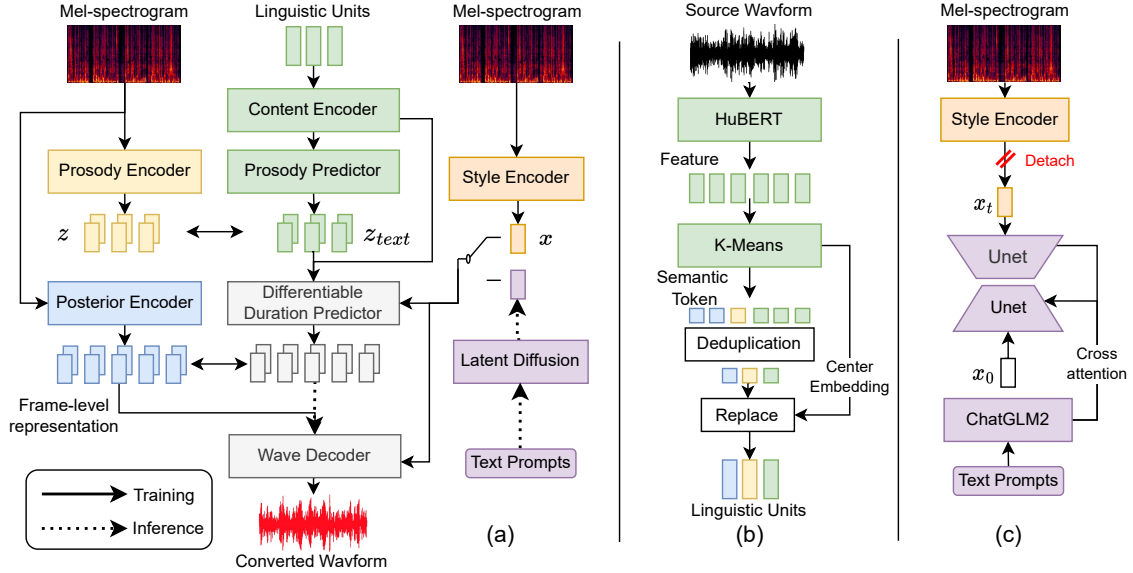 Mel-spectrogram
Linguistic Units
Mel-spectrogram
Content Encoder
Prosody Encoder
Prosody Predictor
Style Encoder
z
z_text
x
Posterior Encoder
Differentiable
Duration Predictor
Latent Diffusion
Frame-level
representation
Wave Decoder
Text Prompts
Training
Inference
Converted Wavform
(a)
Source Wavform
HuBERT
Feature
K-Means
Semantic
Token
Deduplication
Center
Embedding
Replace
Linguistic Units
(b)
Mel-spectrogram
Style Encoder
Detach
x_t
Unet
Unet
x_0
Cross
attention
ChatGLM2
Text Prompts
(c)